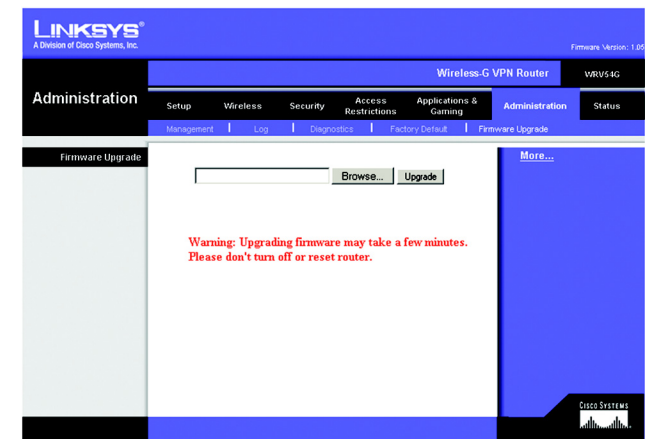 LINKSYS®
A Division of Cisco Systems, Inc.
Firmware Version: 1.05
Wireless-G VPN Router WRV54G
Administration
Setup Wireless Security Access Restrictions Applications & Gaming Administration Status
Management | Log | Diagnostics | Factory Default | Firmware Upgrade
Firmware Upgrade
Browse... Upgrade
More...
Warning: Upgrading firmware may take a few minutes.
Please don't turn off or reset router.
CISCO SYSTEMS